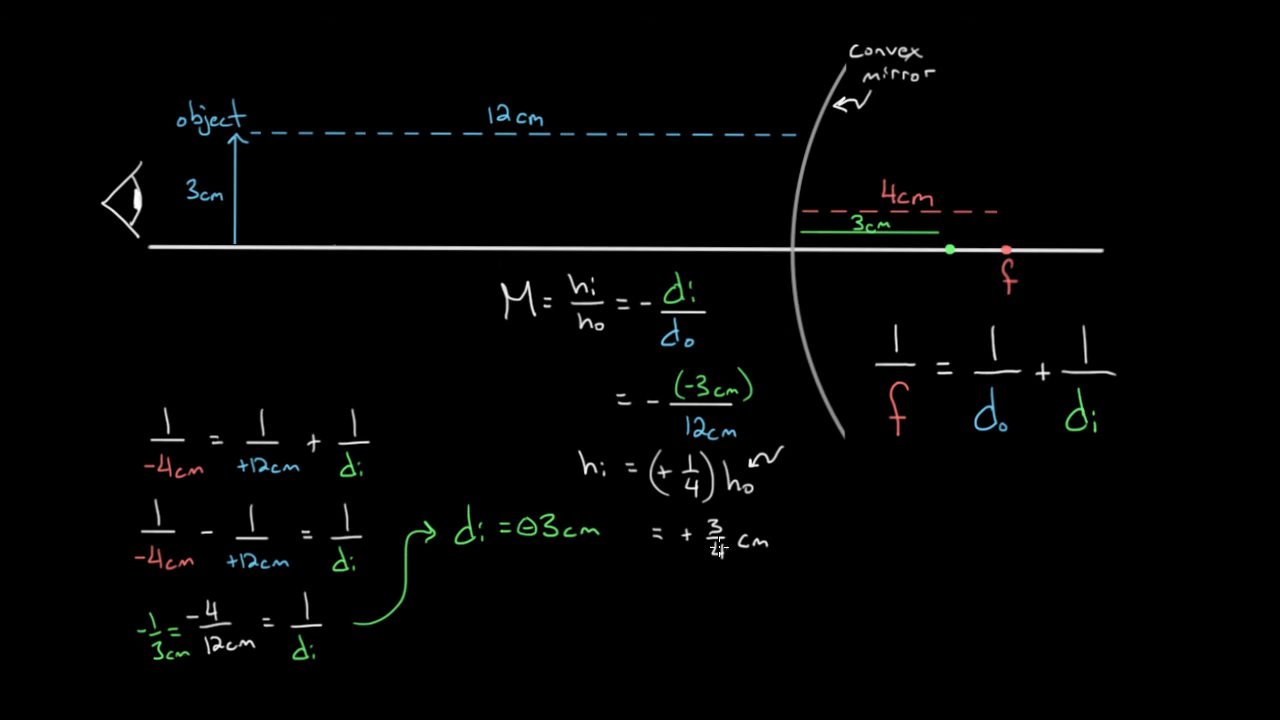 convex
mirror
object
12cm
3cm
4cm
3cm
f
M = hi/ho = - di/do
1/f = 1/do + 1/di
= - (-3cm)/12cm
1/-4cm = 1/+12cm + 1/di
hi = (+ 1/4) ho
1/-4cm - 1/+12cm = 1/di
di = ⊖3cm
= + 3/4 cm
-1/3cm = -4/12cm = 1/di